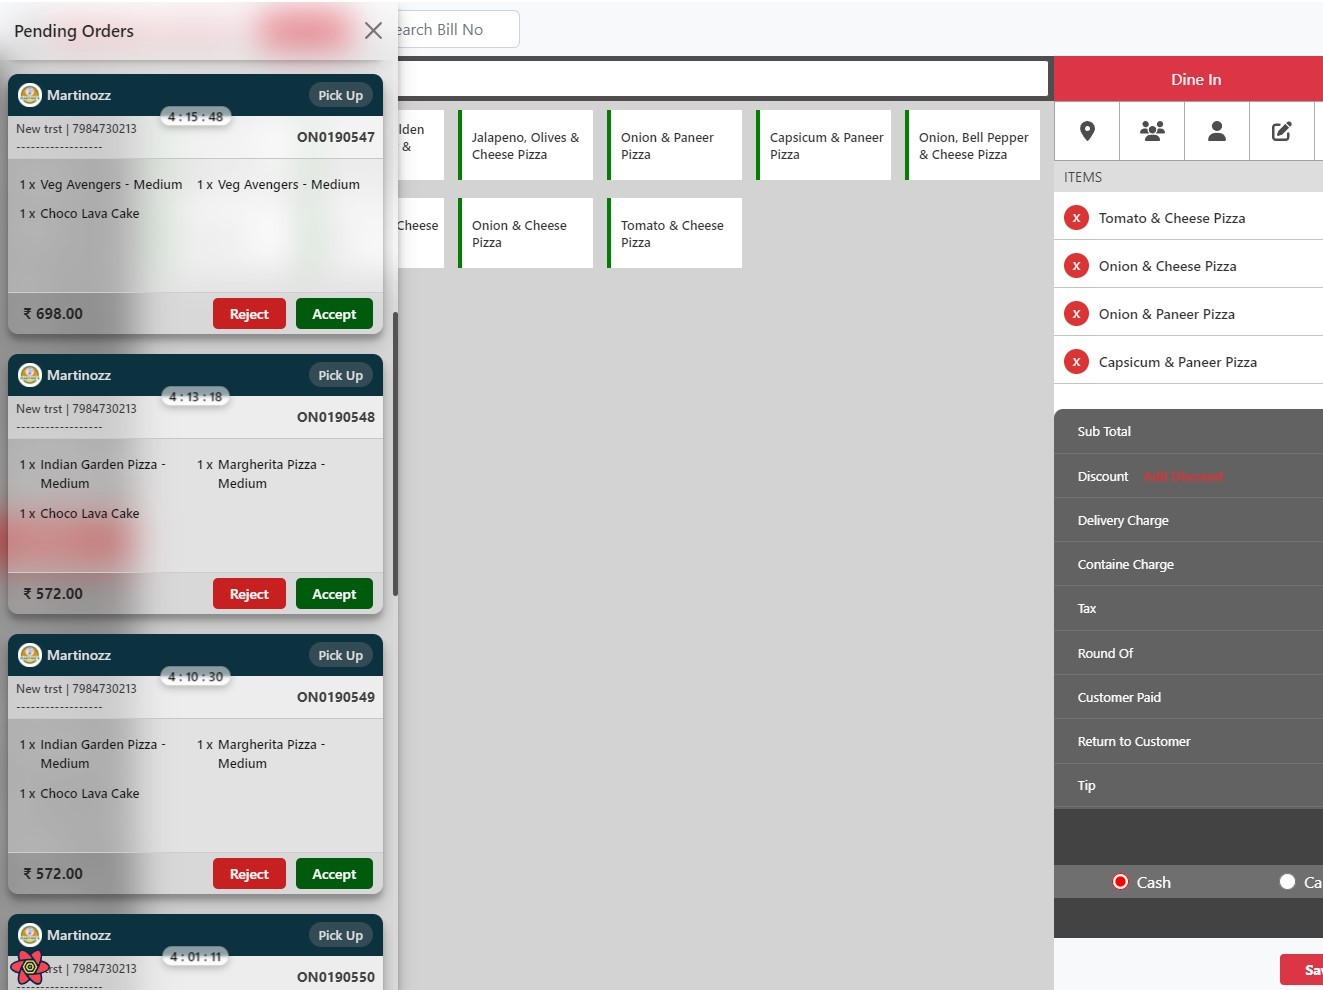 Pending Orders
earch Bill No
Martinozz
Pick Up
4 : 15 : 48
New trst | 7984730213
------------------
ON0190547
1 x Veg Avengers - Medium
1 x Veg Avengers - Medium
1 x Choco Lava Cake
₹ 698.00
Reject
Accept
Martinozz
Pick Up
4 : 13 : 18
New trst | 7984730213
------------------
ON0190548
1 x Indian Garden Pizza -
Medium
1 x Margherita Pizza -
Medium
1 x Choco Lava Cake
₹ 572.00
Reject
Accept
Martinozz
Pick Up
4 : 10 : 30
New trst | 7984730213
------------------
ON0190549
1 x Indian Garden Pizza -
Medium
1 x Margherita Pizza -
Medium
1 x Choco Lava Cake
₹ 572.00
Reject
Accept
Martinozz
Pick Up
4 : 01 : 11
rst | 7984730213
------------------
ON0190550
lden
&
Jalapeno, Olives &
Cheese Pizza
Onion & Paneer
Pizza
Capsicum & Paneer
Pizza
Onion, Bell Pepper
& Cheese Pizza
Cheese
Onion & Cheese
Pizza
Tomato & Cheese
Pizza
Dine In
ITEMS
x Tomato & Cheese Pizza
x Onion & Cheese Pizza
x Onion & Paneer Pizza
x Capsicum & Paneer Pizza
Sub Total
Discount Add Discount
Delivery Charge
Containe Charge
Tax
Round Of
Customer Paid
Return to Customer
Tip
Cash
Ca
Sav